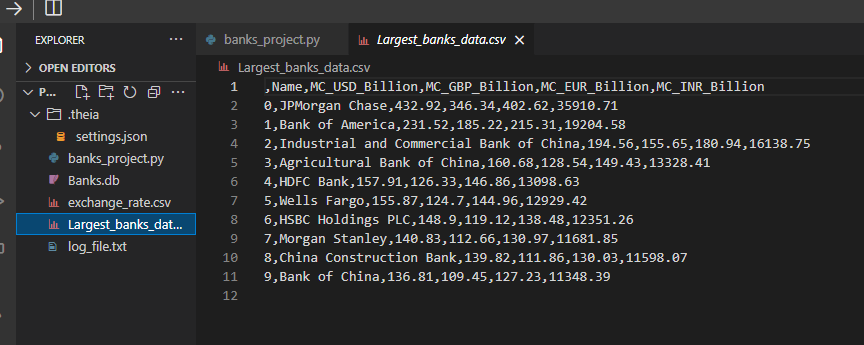 EXPLORER
OPEN EDITORS
P...
.theia
settings.json
banks_project.py
Banks.db
exchange_rate.csv
Largest_banks_dat...
log_file.txt
banks_project.py
Largest_banks_data.csv
Largest_banks_data.csv
1 ,Name,MC_USD_Billion,MC_GBP_Billion,MC_EUR_Billion,MC_INR_Billion
2 0,JPMorgan Chase,432.92,346.34,402.62,35910.71
3 1,Bank of America,231.52,185.22,215.31,19204.58
4 2,Industrial and Commercial Bank of China,194.56,155.65,180.94,16138.75
5 3,Agricultural Bank of China,160.68,128.54,149.43,13328.41
6 4,HDFC Bank,157.91,126.33,146.86,13098.63
7 5,Wells Fargo,155.87,124.7,144.96,12929.42
8 6,HSBC Holdings PLC,148.9,119.12,138.48,12351.26
9 7,Morgan Stanley,140.83,112.66,130.97,11681.85
10 8,China Construction Bank,139.82,111.86,130.03,11598.07
11 9,Bank of China,136.81,109.45,127.23,11348.39
12